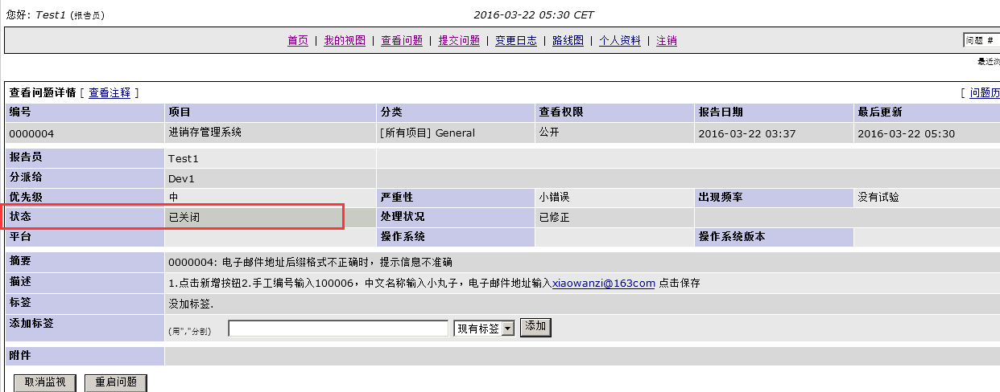 您好: Test1 (报告员) 2016-03-22 05:30 CET
首页 | 我的视图 | 查看问题 | 提交问题 | 变更日志 | 路线图 | 个人资料 | 注销 问题 #
最近
查看问题详情 [ 查看注释 ] [ 问题历
编号 项目 分类 查看权限 报告日期 最后更新
0000004 进销存管理系统 [所有项目] General 公开 2016-03-22 03:37 2016-03-22 05:30
报告员 Test1
分派给 Dev1
优先级 中 严重性 小错误 出现频率 没有试验
状态 已关闭 处理状况 已修正
平台 操作系统 操作系统版本
摘要 0000004: 电子邮件地址后缀格式不正确时，提示信息不准确
描述 1.点击新增按钮2.手工编号输入100006，中文名称输入小丸子，电子邮件地址输入xiaowanzi@163com 点击保存
标签 没加标签.
添加标签 (用","分割) 现有标签 添加
附件
取消监视 重启问题